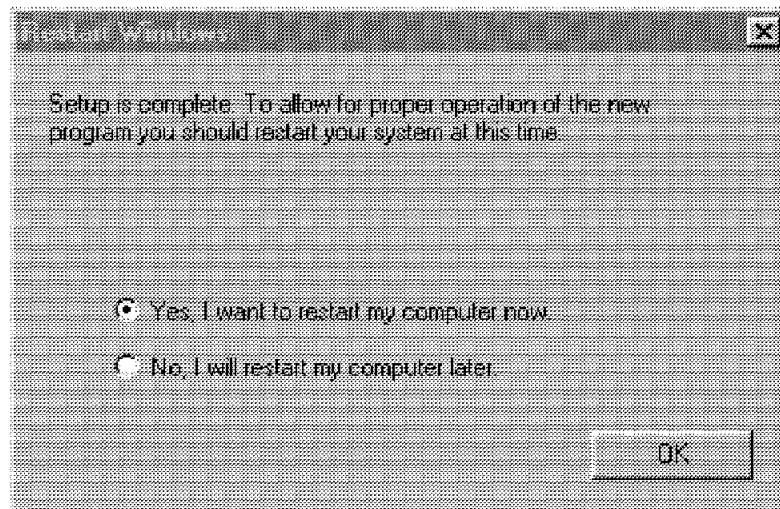 Restart Windows
Setup is complete. To allow for proper operation of the new
program you should restart your system at this time.
Yes, I want to restart my computer now.
No, I will restart my computer later.
OK